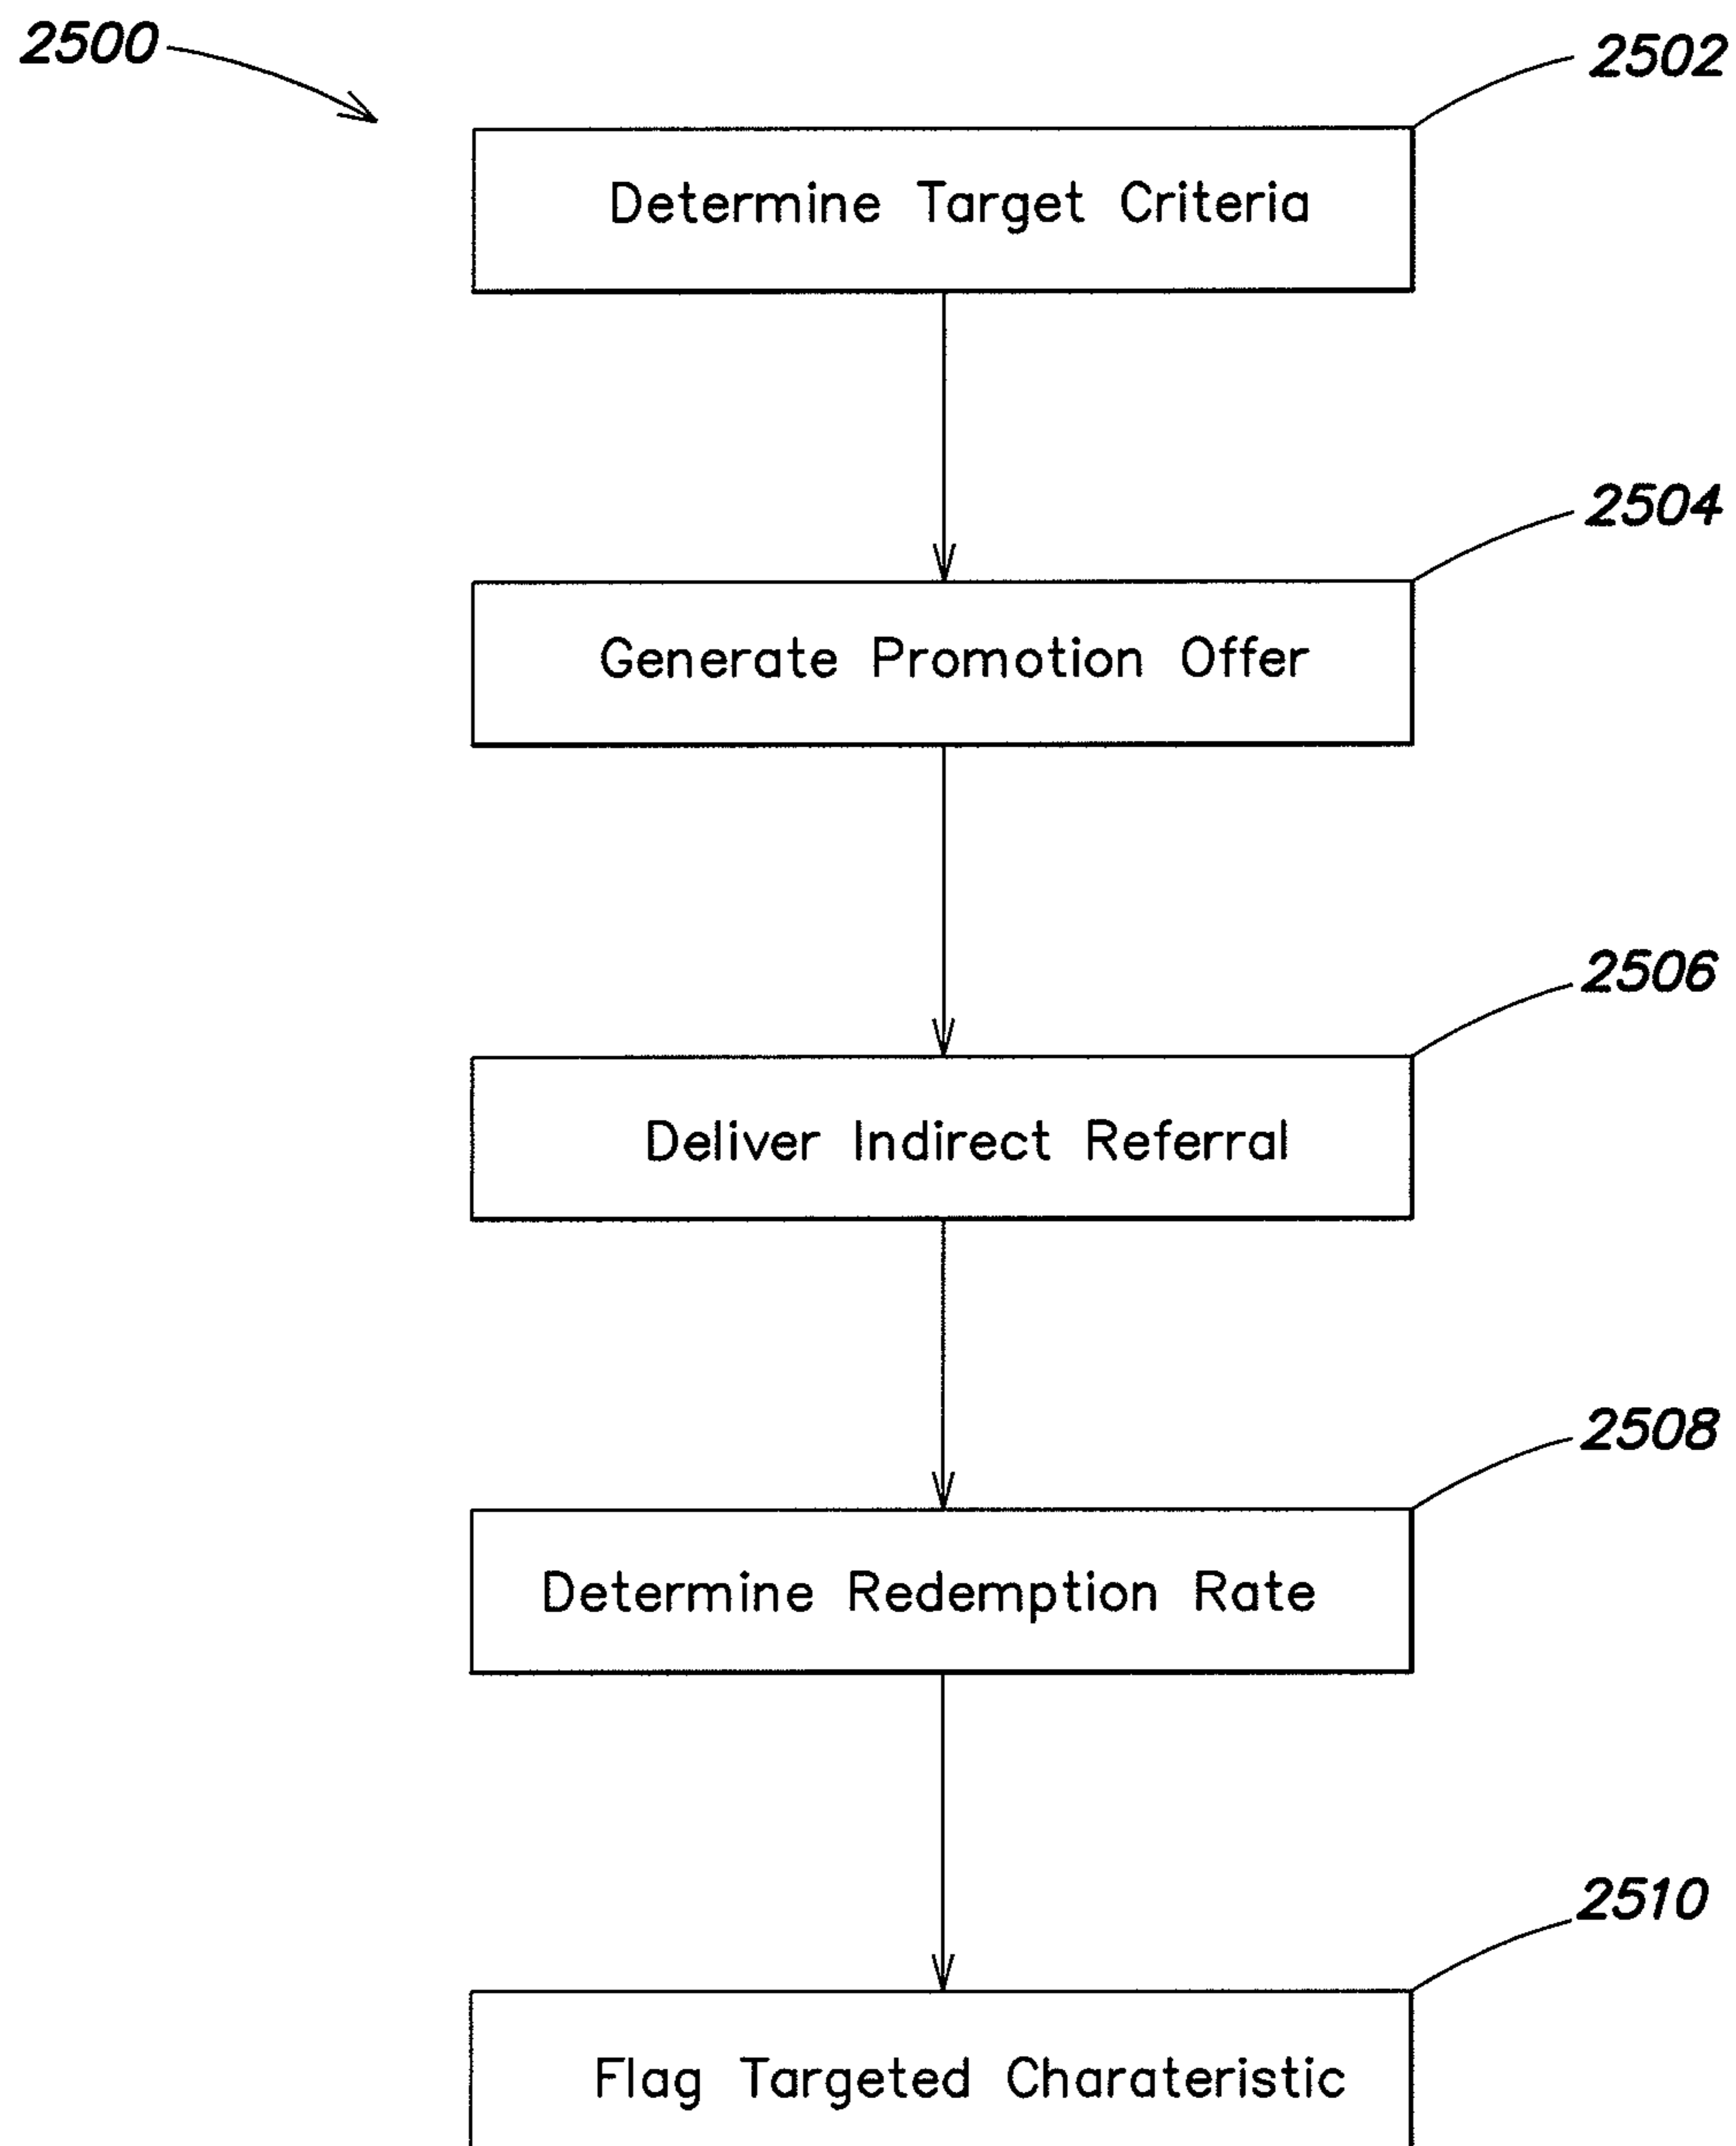 2500
2502
Determine Target Criteria
2504
Generate Promotion Offer
2506
Deliver Indirect Referral
2508
Determine Redemption Rate
2510
Flag Targeted Charateristic